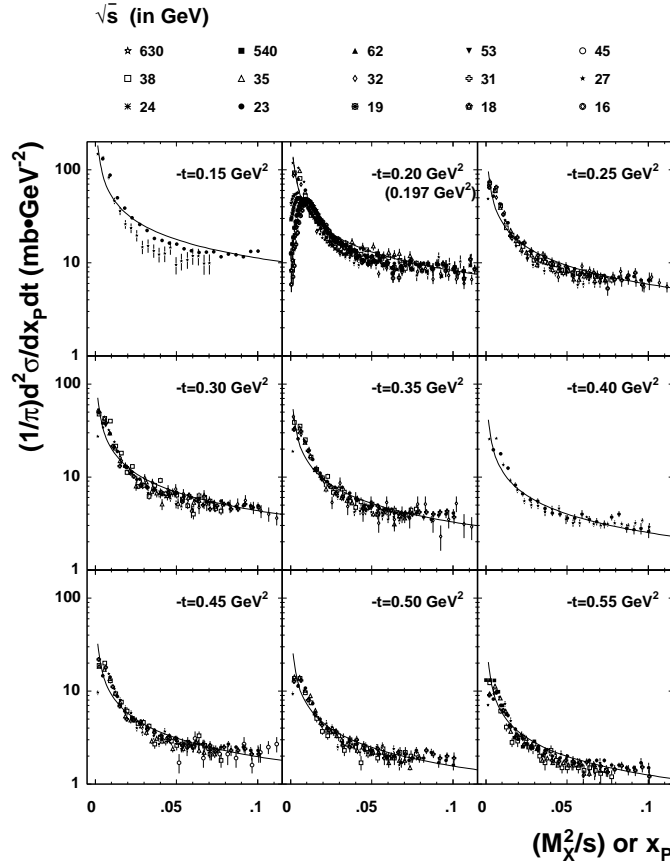 √s (in GeV)
630 540 62 53 45
38 35 32 31 27
24 23 19 18 16
(1/π)d²σ/dx_Pdt (mb•GeV⁻²)
-t=0.15 GeV² -t=0.20 GeV² -t=0.25 GeV²
(0.197 GeV²)
100
10
1
-t=0.30 GeV² -t=0.35 GeV² -t=0.40 GeV²
100
10
1
-t=0.45 GeV² -t=0.50 GeV² -t=0.55 GeV²
100
10
1
0 .05 .1 0 .05 .1 0 .05 .1
(M_X²/s) or x_P